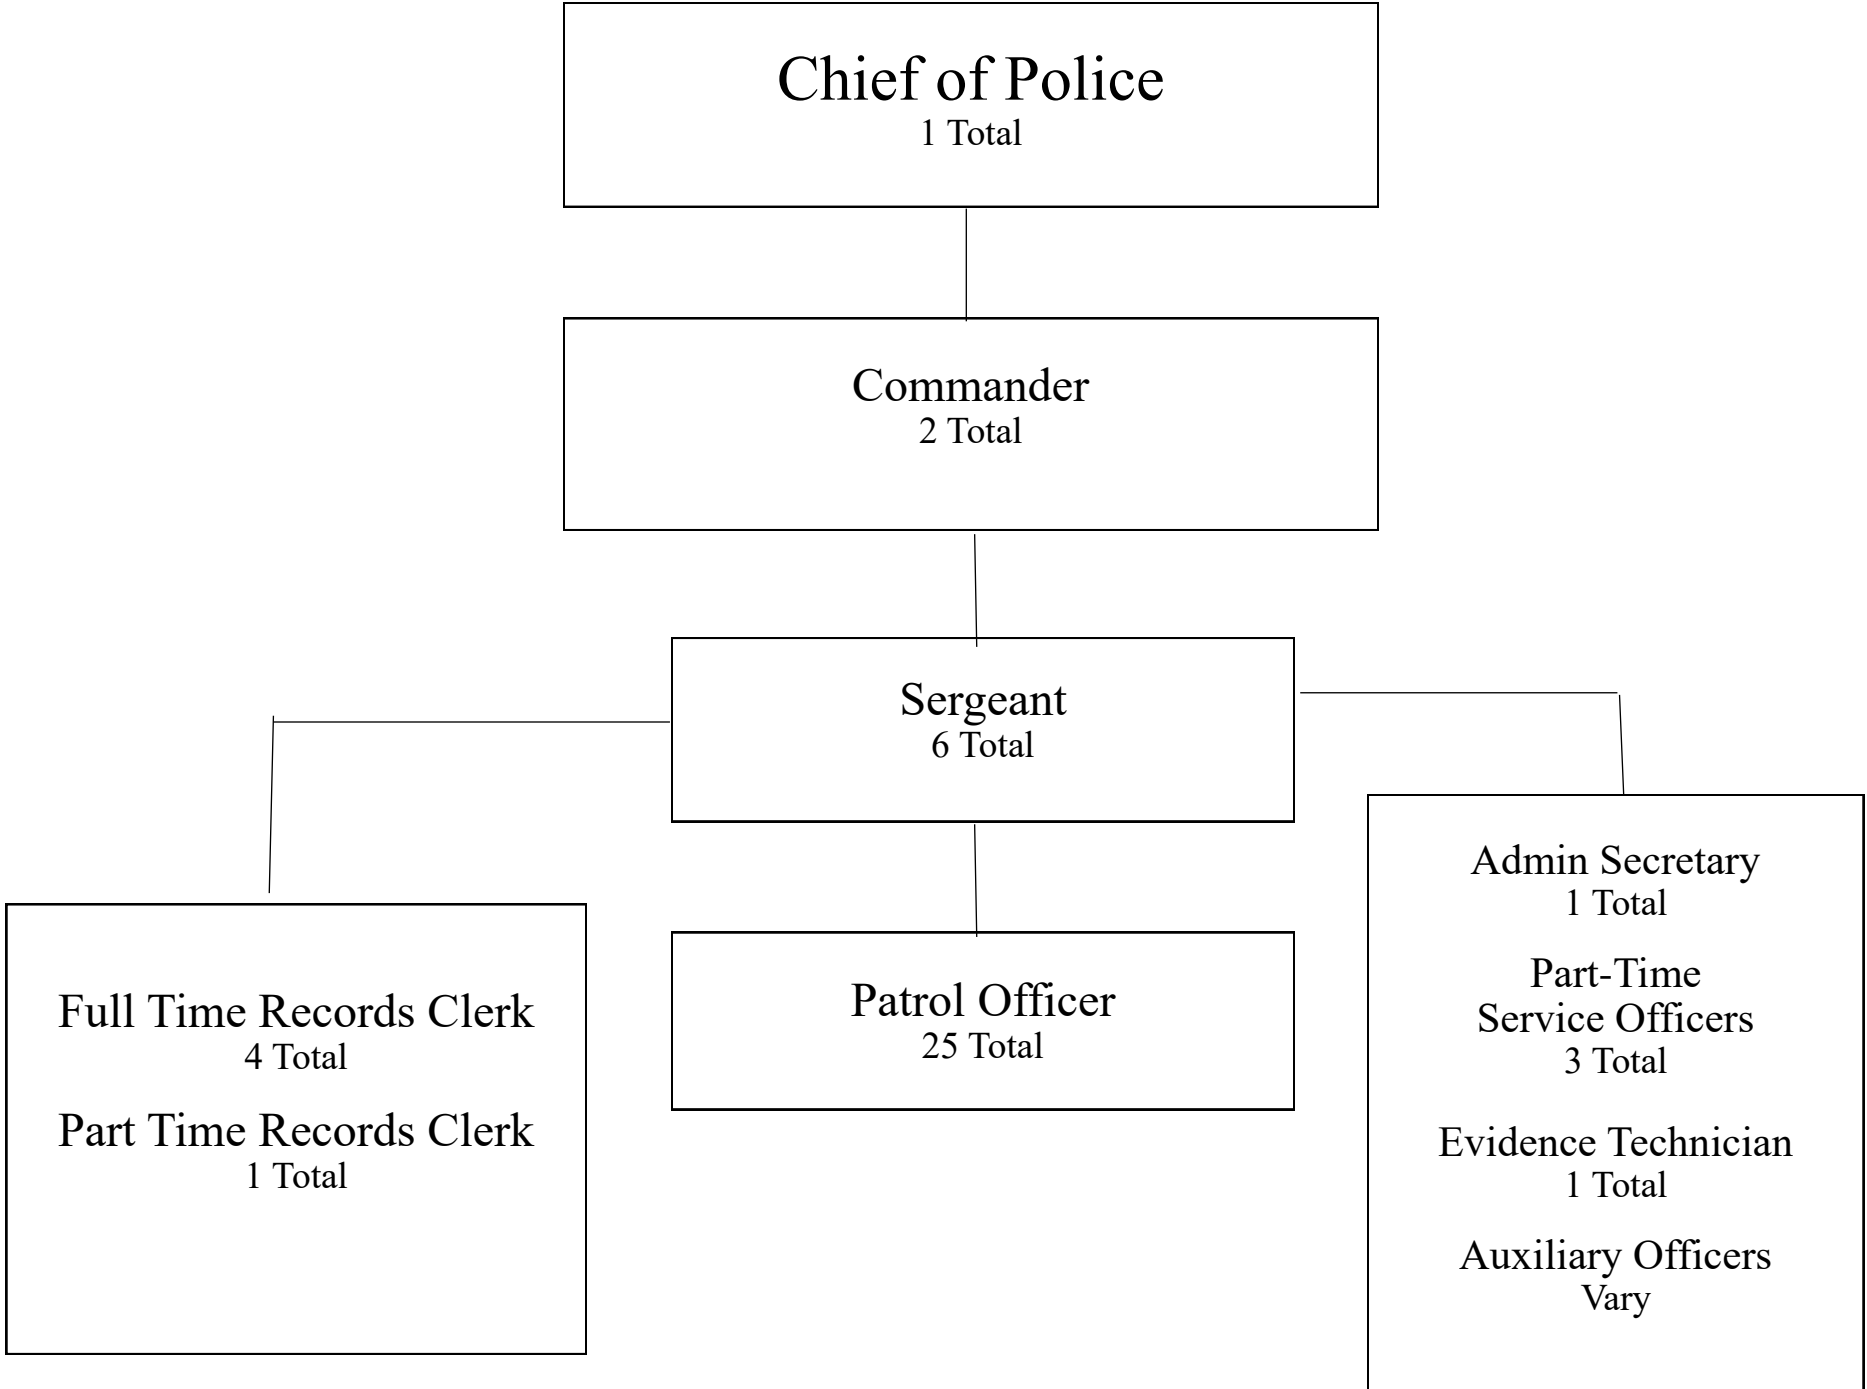 Chief of Police
1 Total
Commander
2 Total
Sergeant
6 Total
Full Time Records Clerk
4 Total
Part Time Records Clerk
1 Total
Patrol Officer
25 Total
Admin Secretary
1 Total
Part-Time
Service Officers
3 Total
Evidence Technician
1 Total
Auxiliary Officers
Vary